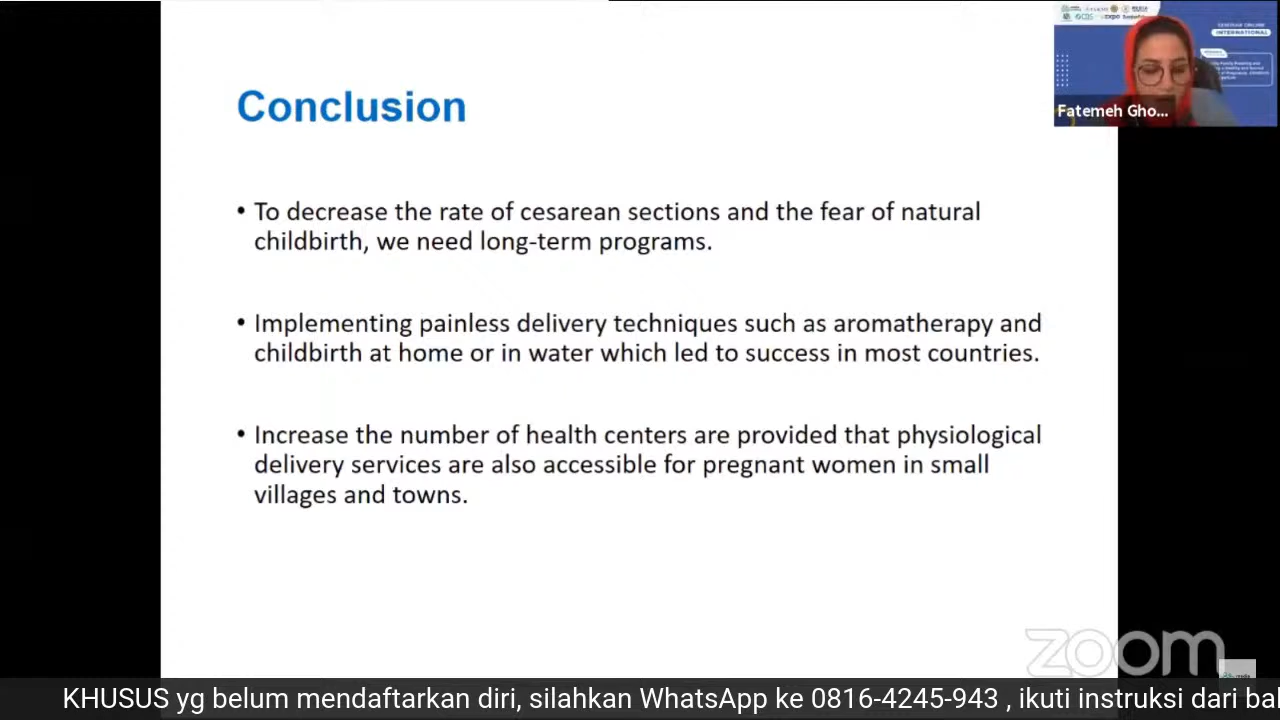 SEMINAR ONLINE
INTERNATIONAL
Fatemeh Gho...
Conclusion
• To decrease the rate of cesarean sections and the fear of natural
childbirth, we need long-term programs.
• Implementing painless delivery techniques such as aromatherapy and
childbirth at home or in water which led to success in most countries.
• Increase the number of health centers are provided that physiological
delivery services are also accessible for pregnant women in small
villages and towns.
zoom
KHUSUS yg belum mendaftarkan diri, silahkan WhatsApp ke 0816-4245-943 , ikuti instruksi dari ba